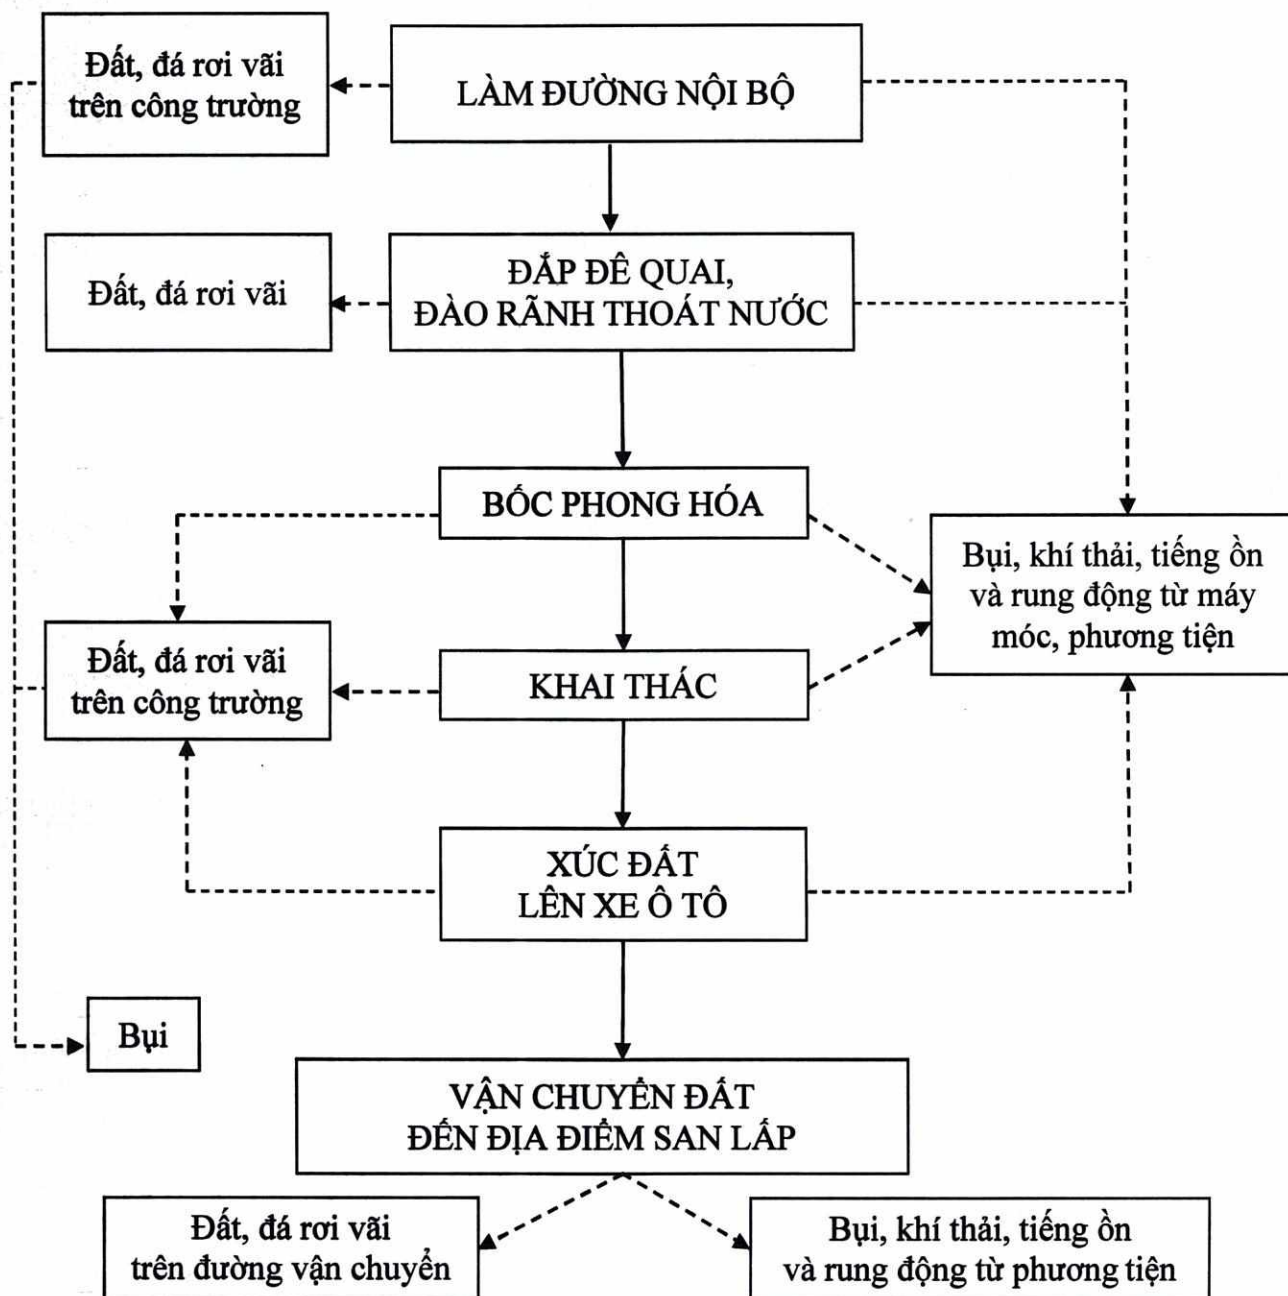 Đất, đá rơi vãi
trên công trường
LÀM ĐƯỜNG NỘI BỘ
Đất, đá rơi vãi
ĐẮP ĐÊ QUAI,
ĐÀO RÃNH THOÁT NƯỚC
BỐC PHONG HÓA
Bụi, khí thải, tiếng ồn
và rung động từ máy
móc, phương tiện
Đất, đá rơi vãi
trên công trường
KHAI THÁC
XÚC ĐẤT
LÊN XE Ô TÔ
Bụi
VẬN CHUYỂN ĐẤT
ĐẾN ĐỊA ĐIỂM SAN LẤP
Đất, đá rơi vãi
trên đường vận chuyển
Bụi, khí thải, tiếng ồn
và rung động từ phương tiện